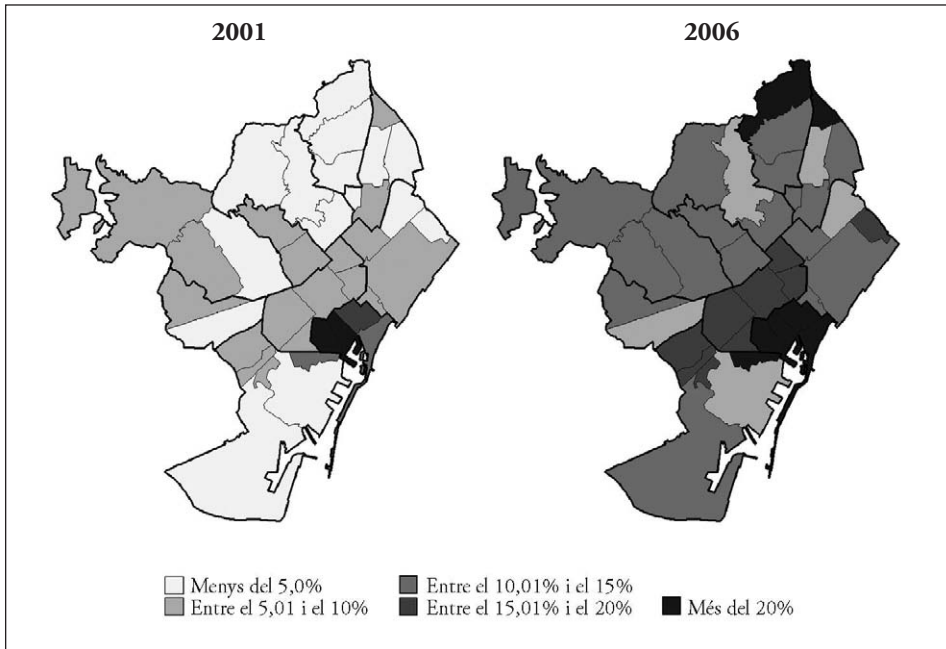 2001
2006
Menys del 5,0%
Entre el 5,01 i el 10%
Entre el 10,01% i el 15%
Entre el 15,01% i el 20%
Més del 20%